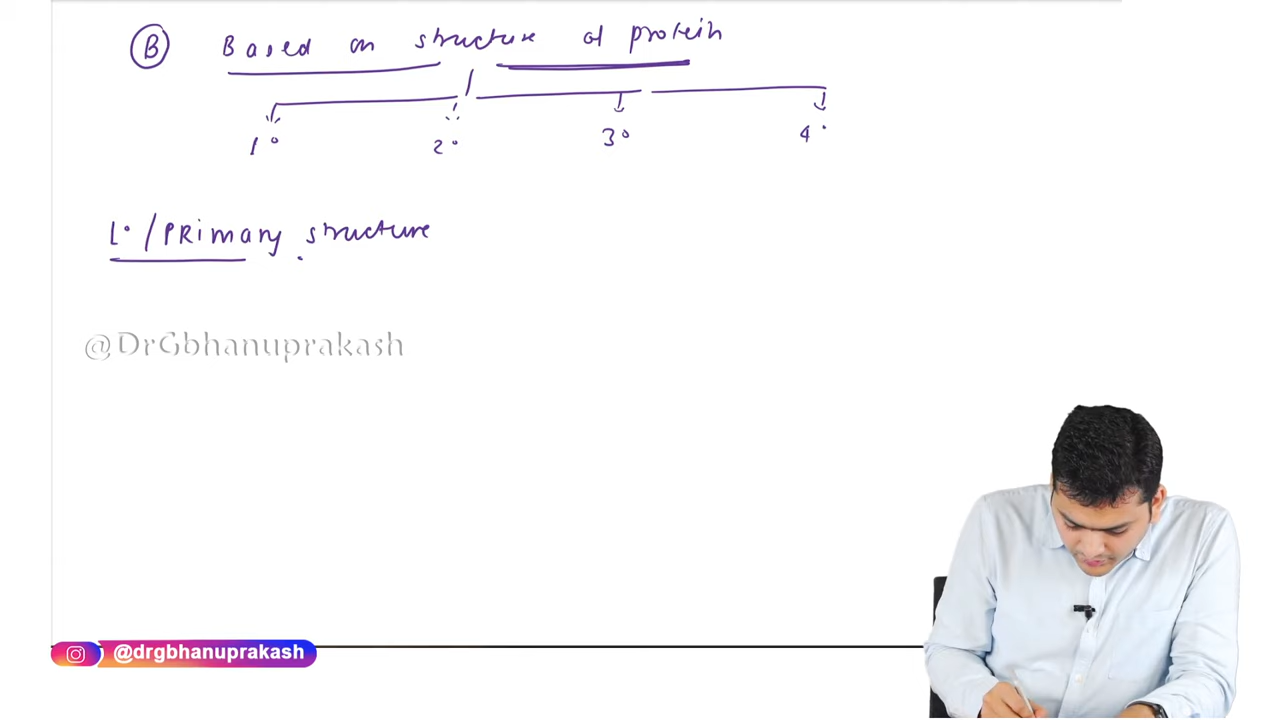 B Based on structure of protein
1° 2° 3° 4°
1° / PRimary structure
@DrGbhanuprakash
@drgbhanuprakash